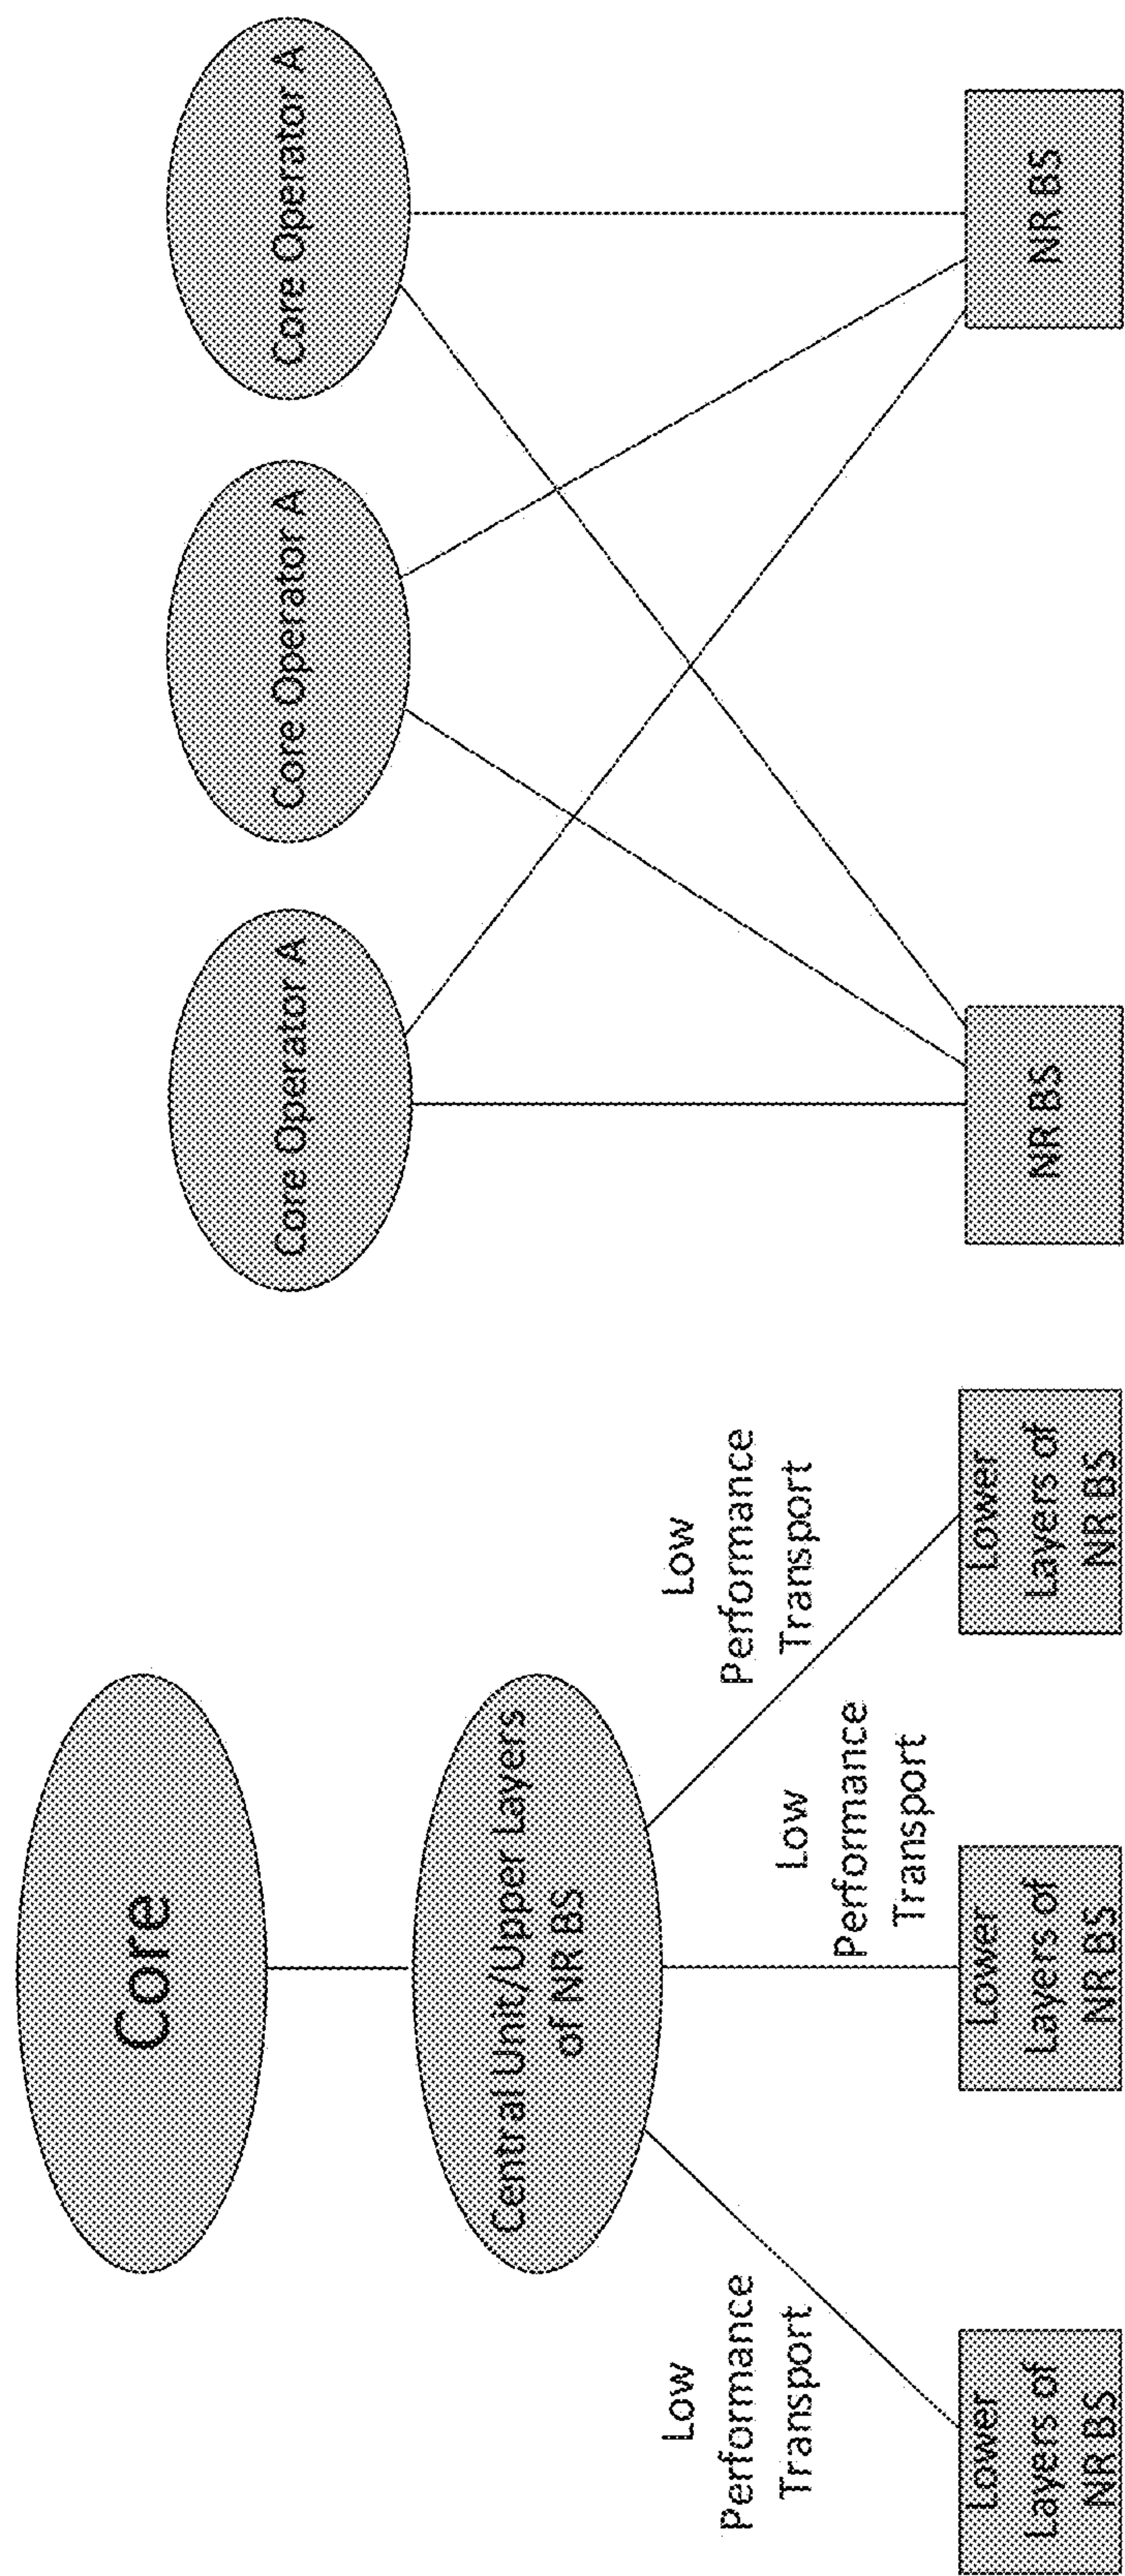 Core
Central Unit/Upper Layers
of NR BS
Low
Performance
Transport
Low
Performance
Transport
Low
Performance
Transport
Lower
Layers of
NR BS
Lower
Layers of
NR BS
Lower
Layers of
NR BS
Core Operator A
Core Operator A
Core Operator A
NR BS
NR BS